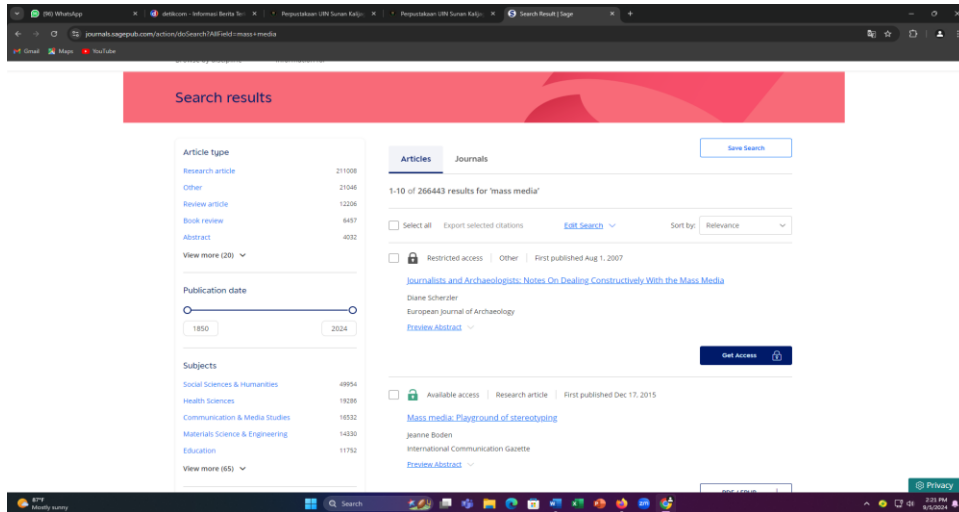 (96) WhatsApp
detikcom - Informasi Berita Ter
Perpustakaan UIN Sunan Kalija
Perpustakaan UIN Sunan Kalija
Search Result | Sage
journals.sagepub.com/action/doSearch?AllField=mass+media
Gmail Maps YouTube
Search results
Article type
Research article 211008
Other 21046
Review article 12206
Book review 6457
Abstract 4032
View more (20)
Publication date
1850 2024
Subjects
Social Sciences & Humanities 49954
Health Sciences 19286
Communication & Media Studies 16532
Materials Science & Engineering 14330
Education 11752
View more (65)
Save Search
Articles Journals
1-10 of 266443 results for 'mass media'
Select all Export selected citations Edit Search Sort by: Relevance
Restricted access Other First published Aug 1, 2007
Journalists and Archaeologists: Notes On Dealing Constructively With the Mass Media
Diane Scherzler
European Journal of Archaeology
Preview Abstract
Get Access
Available access Research article First published Dec 17, 2015
Mass media: Playground of stereotyping
Jeanne Boden
International Communication Gazette
Preview Abstract
Privacy
87°F
Mostly sunny
Search
2:21 PM
9/3/2024